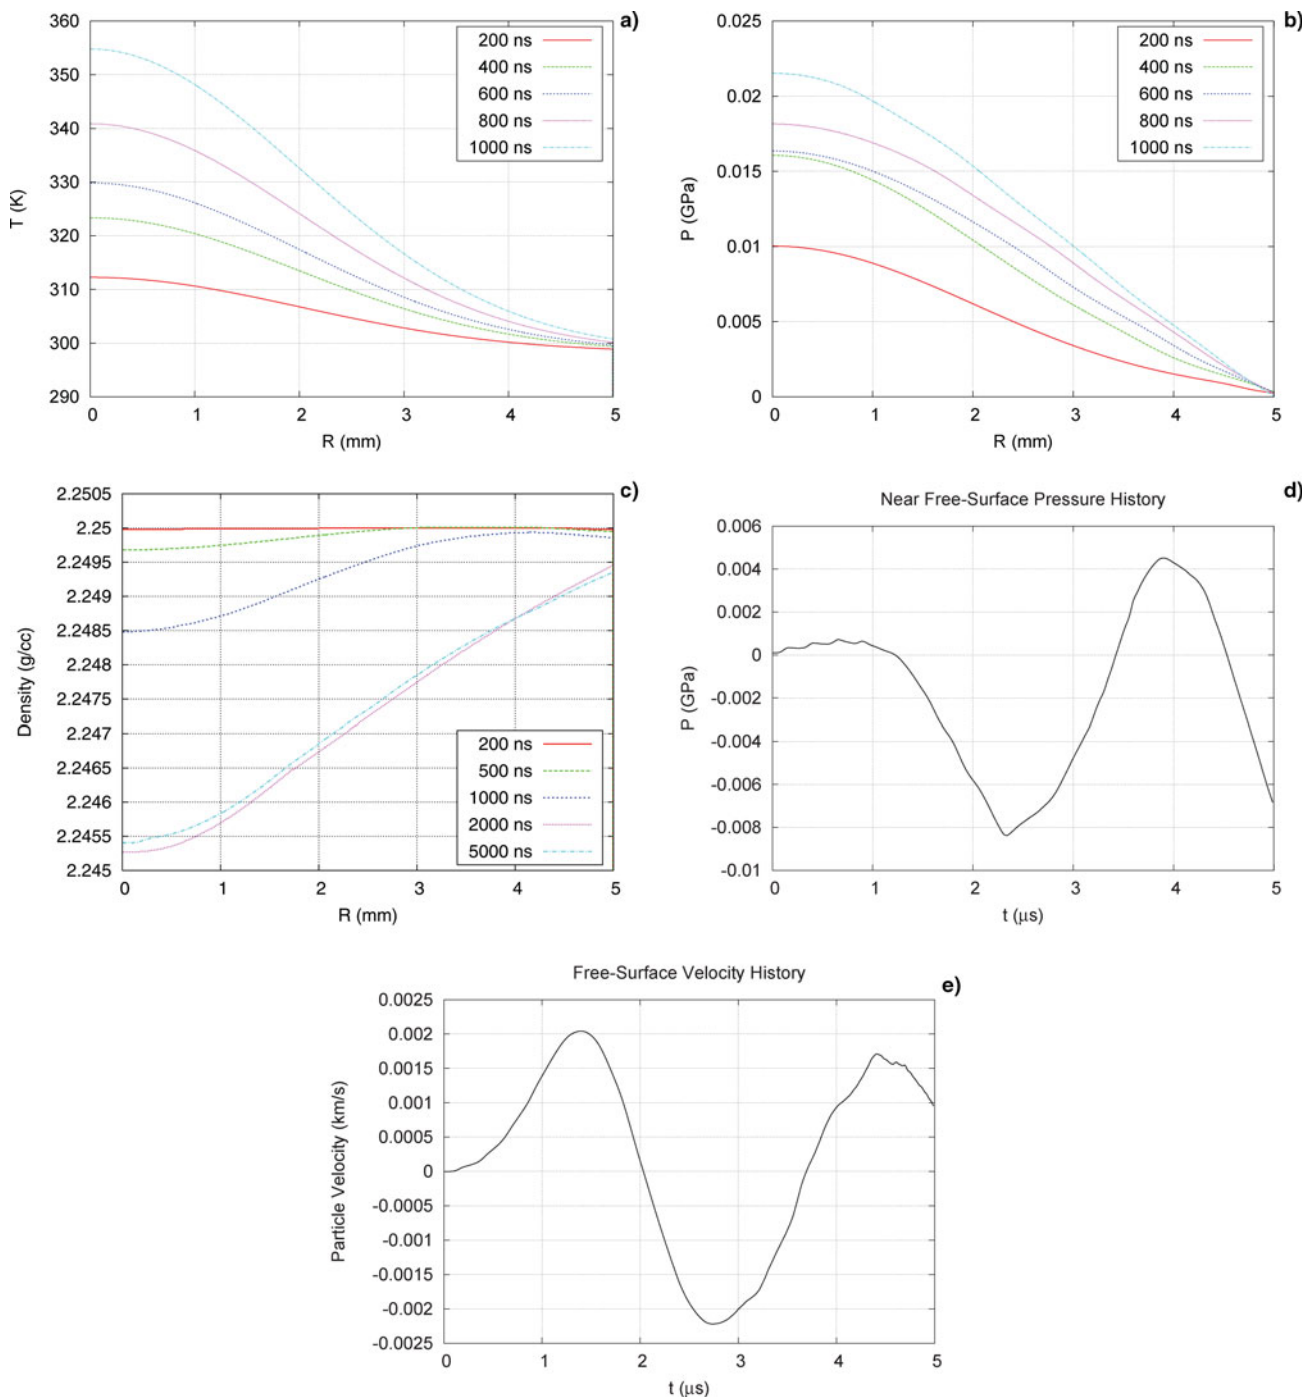 a)
360
350
340
330
320
310
300
290
T (K)
200 ns
400 ns
600 ns
800 ns
1000 ns
0 1 2 3 4 5
R (mm)
b)
0.025
0.02
0.015
0.01
0.005
0
P (GPa)
200 ns
400 ns
600 ns
800 ns
1000 ns
0 1 2 3 4 5
R (mm)
c)
2.2505
2.25
2.2495
2.249
2.2485
2.248
2.2475
2.247
2.2465
2.246
2.2455
2.245
Density (g/cc)
200 ns
500 ns
1000 ns
2000 ns
5000 ns
0 1 2 3 4 5
R (mm)
Near Free-Surface Pressure History
d)
0.006
0.004
0.002
0
-0.002
-0.004
-0.006
-0.008
-0.01
P (GPa)
0 1 2 3 4 5
t (μs)
Free-Surface Velocity History
e)
0.0025
0.002
0.0015
0.001
0.0005
0
-0.0005
-0.001
-0.0015
-0.002
-0.0025
Particle Velocity (km/s)
0 1 2 3 4 5
t (μs)